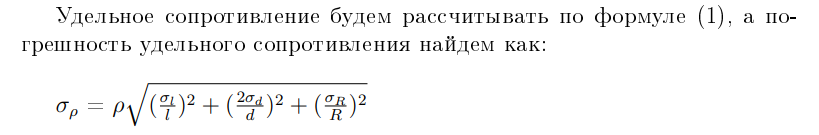 Удельное сопротивление будем рассчитывать по формуле (1), а по-
грешность удельного сопротивления найдем как:
σ_ρ = ρ√((σ_l/l)² + (2σ_d/d)² + (σ_R/R)²)